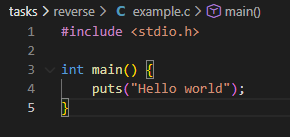 tasks > reverse > C example.c > main()
1 #include <stdio.h>
2
3 int main() {
4     puts("Hello world");
5 }